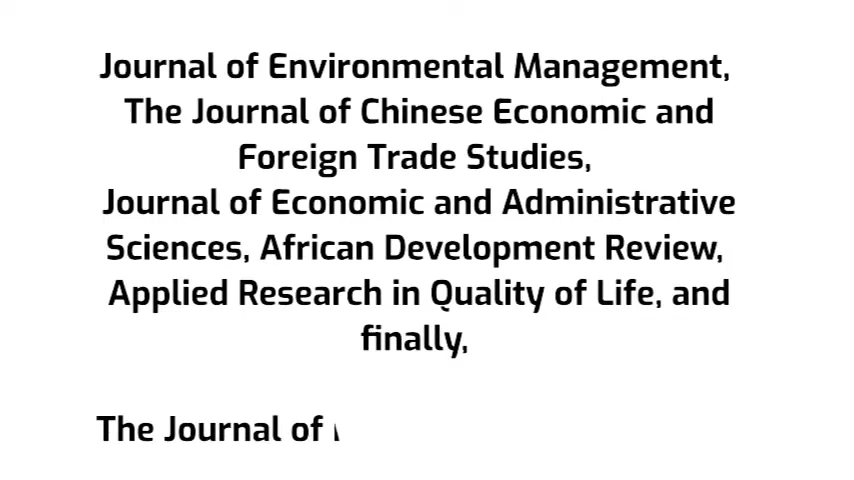 Journal of Environmental Management,
The Journal of Chinese Economic and
Foreign Trade Studies,
Journal of Economic and Administrative
Sciences, African Development Review,
Applied Research in Quality of Life, and
finally,
The Journal of